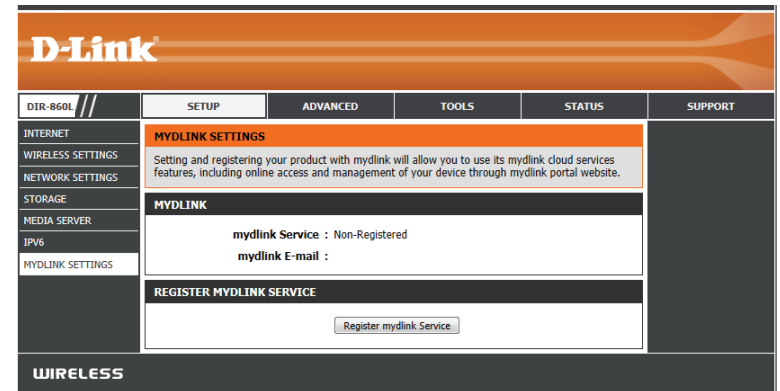 D-Link
DIR-860L // SETUP ADVANCED TOOLS STATUS SUPPORT
INTERNET
WIRELESS SETTINGS
NETWORK SETTINGS
STORAGE
MEDIA SERVER
IPV6
MYDLINK SETTINGS
MYDLINK SETTINGS
Setting and registering your product with mydlink will allow you to use its mydlink cloud services
features, including online access and management of your device through mydlink portal website.
MYDLINK
mydlink Service : Non-Registered
mydlink E-mail :
REGISTER MYDLINK SERVICE
Register mydlink Service
WIRELESS